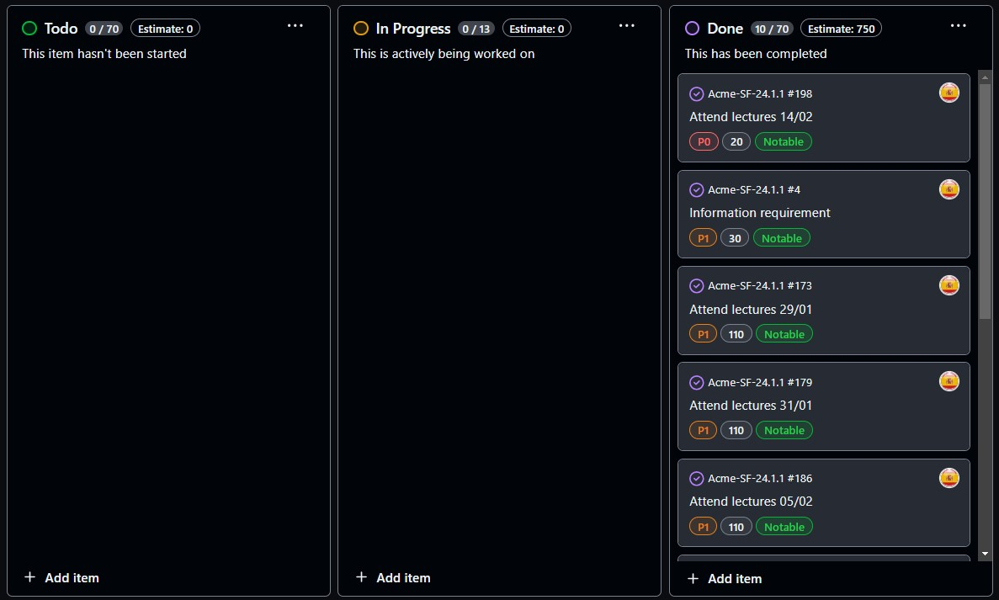 Todo 0 / 70 Estimate: 0 ...
This item hasn't been started
+ Add item
In Progress 0 / 13 Estimate: 0 ...
This is actively being worked on
+ Add item
Done 10 / 70 Estimate: 750 ...
This has been completed
Acme-SF-24.1.1 #198
Attend lectures 14/02
P0 20 Notable
Acme-SF-24.1.1 #4
Information requirement
P1 30 Notable
Acme-SF-24.1.1 #173
Attend lectures 29/01
P1 110 Notable
Acme-SF-24.1.1 #179
Attend lectures 31/01
P1 110 Notable
Acme-SF-24.1.1 #186
Attend lectures 05/02
P1 110 Notable
+ Add item